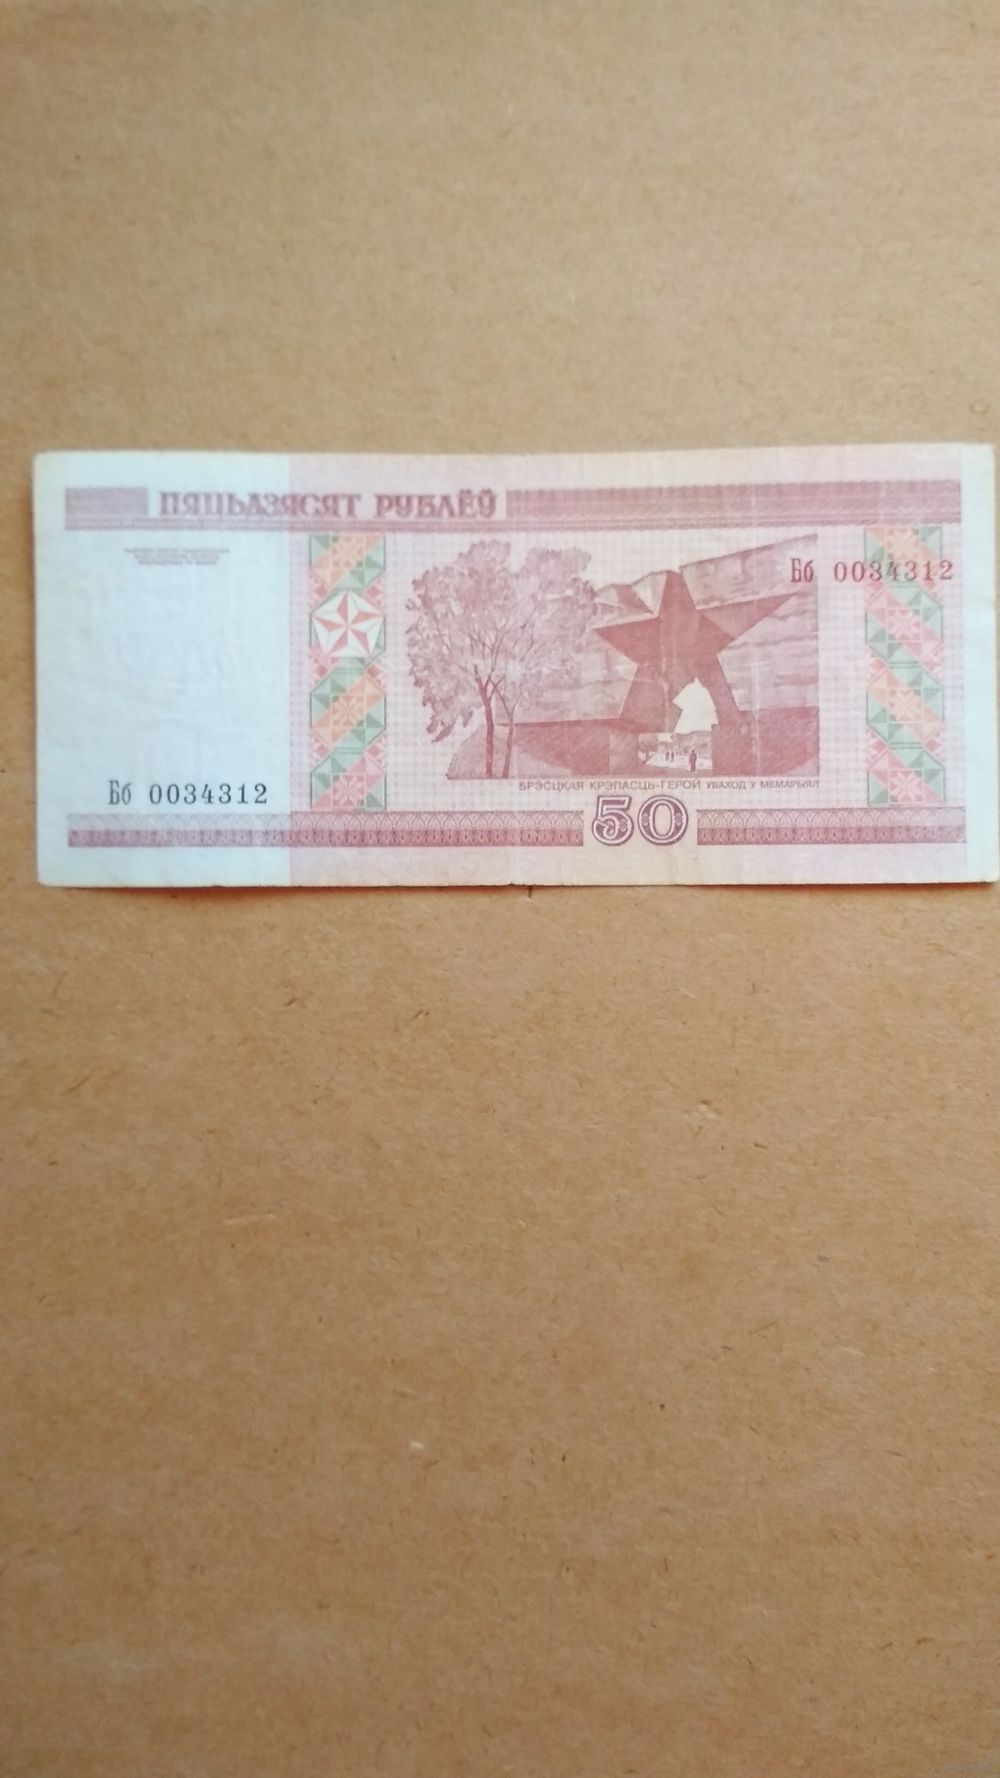 ПЯЦЬДЗЯСЯТ РУБЛЁЎ
Бб 0034312
Бб 0034312
БРЭСЦКАЯ КРЭПАСЦЬ-ГЕРОЙ УВАХОД У МЕМАРЫЯЛ
50